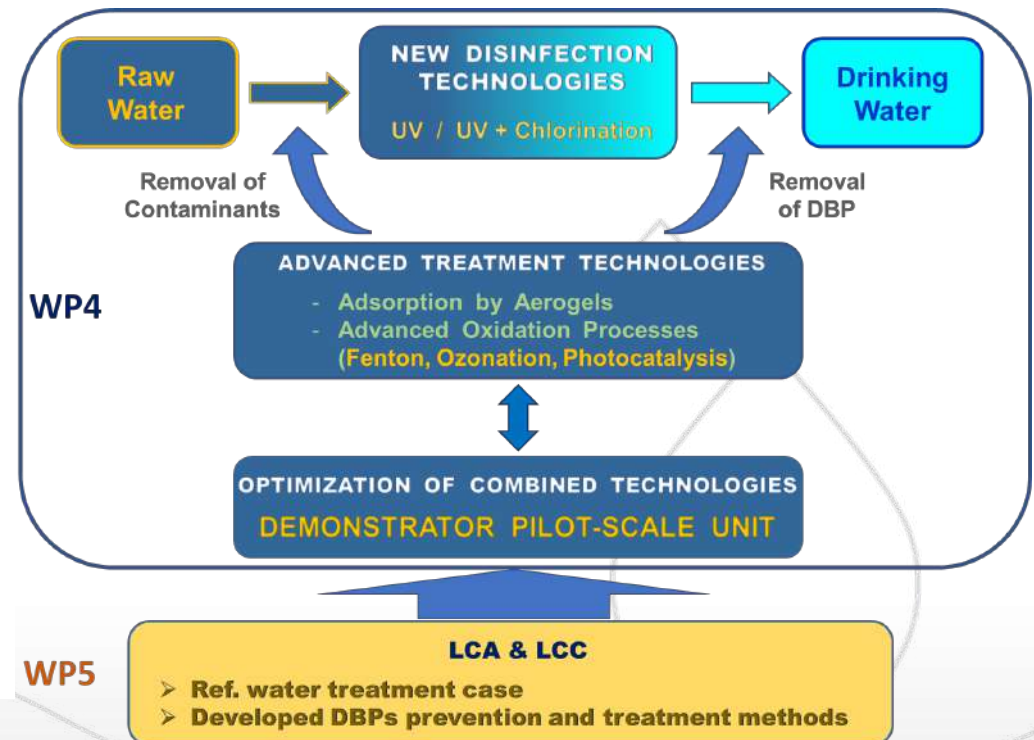 Raw
Water
NEW DISINFECTION
TECHNOLOGIES
UV / UV + Chlorination
Drinking
Water
Removal of
Contaminants
Removal
of DBP
WP4
ADVANCED TREATMENT TECHNOLOGIES
- Adsorption by Aerogels
- Advanced Oxidation Processes
(Fenton, Ozonation, Photocatalysis)
OPTIMIZATION OF COMBINED TECHNOLOGIES
DEMONSTRATOR PILOT-SCALE UNIT
WP5
LCA & LCC
➢ Ref. water treatment case
➢ Developed DBPs prevention and treatment methods